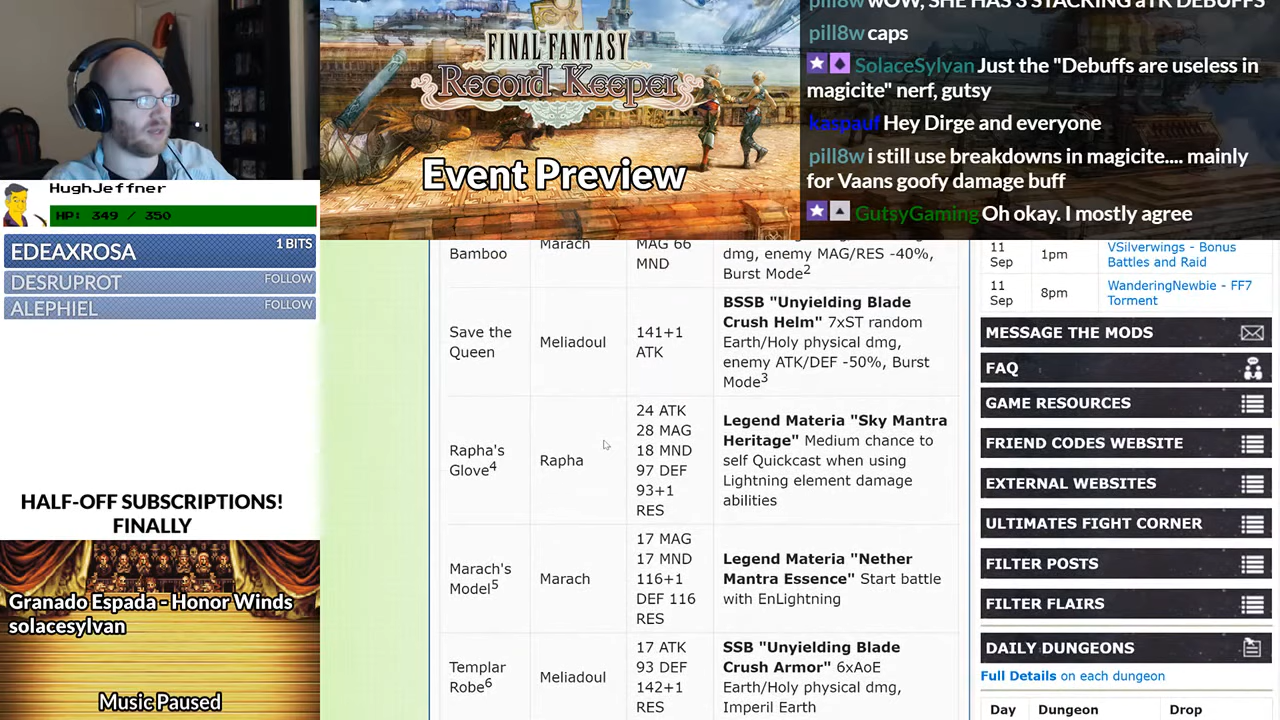 HughJeffner
HP: 349 / 350
EDEAXROSA 1 BITS
DESRUPROT FOLLOW
ALEPHIEL FOLLOW
HALF-OFF SUBSCRIPTIONS!
FINALLY
Granado Espada - Honor Winds
solacesylvan
Music Paused
FINAL FANTASY
Record Keeper
Event Preview
pill8w wOW, SHE HAS 3 STACKING aTK DEBUFFS
pill8w caps
SolaceSylvan Just the "Debuffs are useless in
magicite" nerf, gutsy
kaspauf Hey Dirge and everyone
pill8w i still use breakdowns in magicite.... mainly
for Vaans goofy damage buff
GutsyGaming Oh okay. I mostly agree
Bamboo
Marach
MAG 66
MND
dmg, enemy MAG/RES -40%,
Burst Mode2
Save the
Queen
Meliadoul
141+1
ATK
BSSB "Unyielding Blade
Crush Helm" 7xST random
Earth/Holy physical dmg,
enemy ATK/DEF -50%, Burst
Mode3
Rapha's
Glove4
Rapha
24 ATK
28 MAG
18 MND
97 DEF
93+1
RES
Legend Materia "Sky Mantra
Heritage" Medium chance to
self Quickcast when using
Lightning element damage
abilities
Marach's
Model5
Marach
17 MAG
17 MND
116+1
DEF 116
RES
Legend Materia "Nether
Mantra Essence" Start battle
with EnLightning
Templar
Robe6
Meliadoul
17 ATK
93 DEF
142+1
RES
SSB "Unyielding Blade
Crush Armor" 6xAoE
Earth/Holy physical dmg,
Imperil Earth
11
Sep
1pm
VSilverwings - Bonus
Battles and Raid
11
Sep
8pm
WanderingNewbie - FF7
Torment
MESSAGE THE MODS
FAQ
GAME RESOURCES
FRIEND CODES WEBSITE
EXTERNAL WEBSITES
ULTIMATES FIGHT CORNER
FILTER POSTS
FILTER FLAIRS
DAILY DUNGEONS
Full Details on each dungeon
Day Dungeon Drop